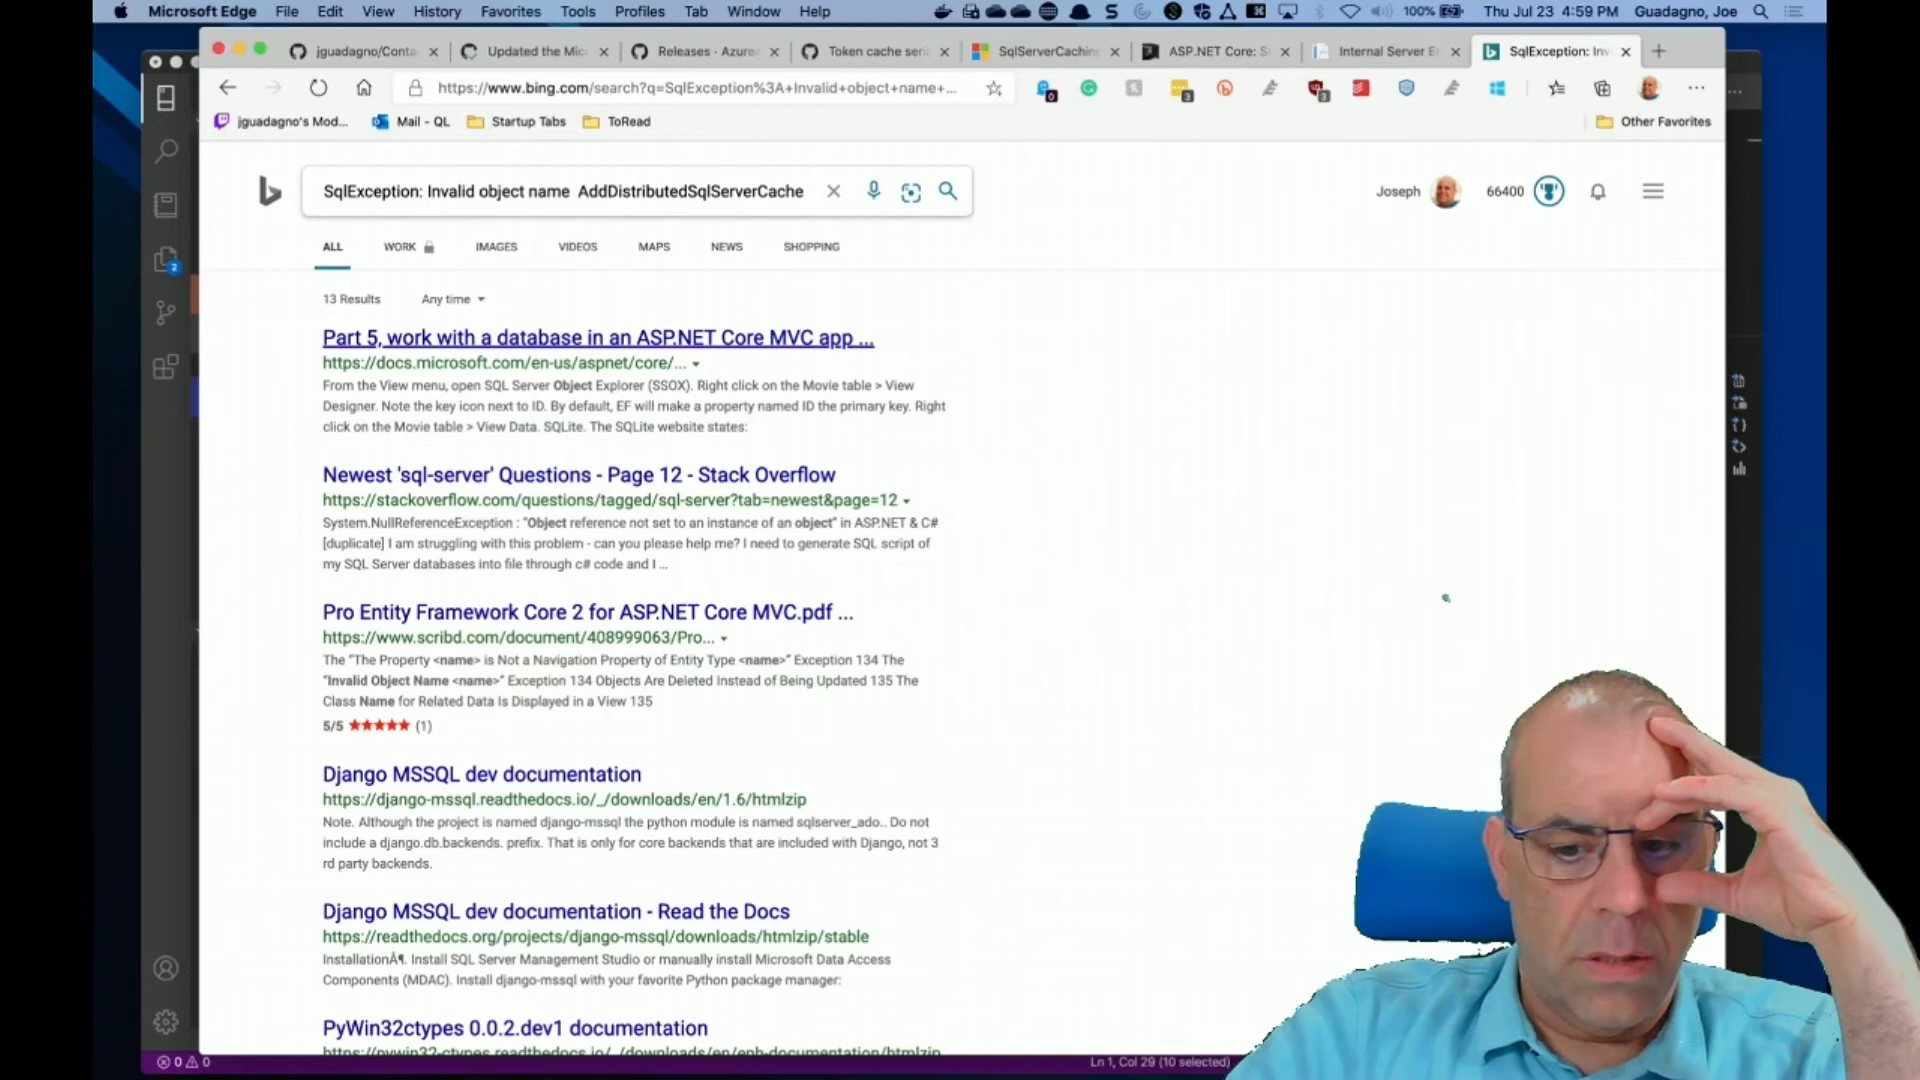 Microsoft Edge File Edit View History Favorites Tools Profiles Tab Window Help 100% Thu Jul 23 4:59 PM Guadagno, Joe
jguadagno/Conta Updated the Mic Releases · Azure/ Token cache seri SqlServerCaching ASP.NET Core: S Internal Server Er SqlException: Inv
https://www.bing.com/search?q=SqlException%3A+Invalid+object+name+...
jguadagno's Mod... Mail - QL Startup Tabs ToRead Other Favorites
SqlException: Invalid object name AddDistributedSqlServerCache
Joseph 66400
ALL WORK IMAGES VIDEOS MAPS NEWS SHOPPING
13 Results Any time
Part 5, work with a database in an ASP.NET Core MVC app ...
https://docs.microsoft.com/en-us/aspnet/core/...
From the View menu, open SQL Server Object Explorer (SSOX). Right click on the Movie table > View
Designer. Note the key icon next to ID. By default, EF will make a property named ID the primary key. Right
click on the Movie table > View Data. SQLite. The SQLite website states:
Newest 'sql-server' Questions - Page 12 - Stack Overflow
https://stackoverflow.com/questions/tagged/sql-server?tab=newest&page=12
System.NullReferenceException : "Object reference not set to an instance of an object" in ASP.NET & C#
[duplicate] I am struggling with this problem - can you please help me? I need to generate SQL script of
my SQL Server databases into file through c# code and I ...
Pro Entity Framework Core 2 for ASP.NET Core MVC.pdf ...
https://www.scribd.com/document/408999063/Pro...
The "The Property <name> is Not a Navigation Property of Entity Type <name>" Exception 134 The
"Invalid Object Name <name>" Exception 134 Objects Are Deleted Instead of Being Updated 135 The
Class Name for Related Data Is Displayed in a View 135
5/5 ★★★★★ (1)
Django MSSQL dev documentation
https://django-mssql.readthedocs.io/_/downloads/en/1.6/htmlzip
Note. Although the project is named django-mssql the python module is named sqlserver_ado.. Do not
include a django.db.backends. prefix. That is only for core backends that are included with Django, not 3
rd party backends.
Django MSSQL dev documentation - Read the Docs
https://readthedocs.org/projects/django-mssql/downloads/htmlzip/stable
InstallationÂ¶. Install SQL Server Management Studio or manually install Microsoft Data Access
Components (MDAC). Install django-mssql with your favorite Python package manager:
PyWin32ctypes 0.0.2.dev1 documentation
https://pywin32-ctypes.readthedocs.io/_/downloads/en/enh-documentation/htmlzip
0 0 Ln 1, Col 29 (10 selected)